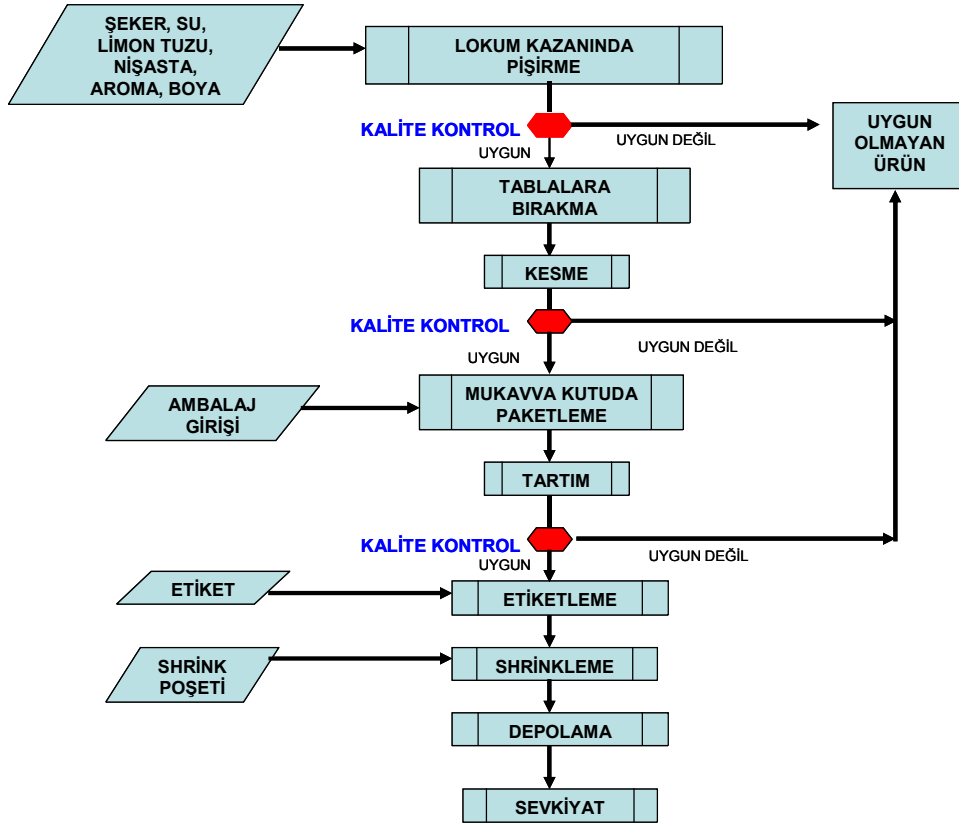 ŞEKER, SU,
LİMON TUZU,
NİŞASTA,
AROMA, BOYA
LOKUM KAZANINDA
PİŞİRME
KALİTE KONTROL
UYGUN
UYGUN DEĞİL
UYGUN
OLMAYAN
ÜRÜN
TABLALARA
BIRAKMA
KESME
KALİTE KONTROL
UYGUN
UYGUN DEĞİL
AMBALAJ
GİRİŞİ
MUKAVVA KUTUDA
PAKETLEME
TARTIM
KALİTE KONTROL
UYGUN
UYGUN DEĞİL
ETİKET
ETİKETLEME
SHRİNK
POŞETİ
SHRİNKLEME
DEPOLAMA
SEVKİYAT